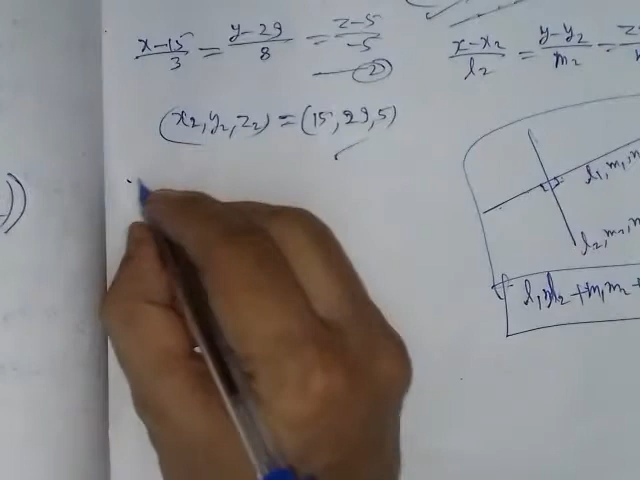 x-15/3 = y-29/8 = z-5/-5
②
(x₂, y₂, z₂) = (15, 29, 5)
x-x₂/l₂ = y-y₂/m₂ =
l₁, m₁,
l₂, m₂,
l₁l₂ + m₁m₂ +